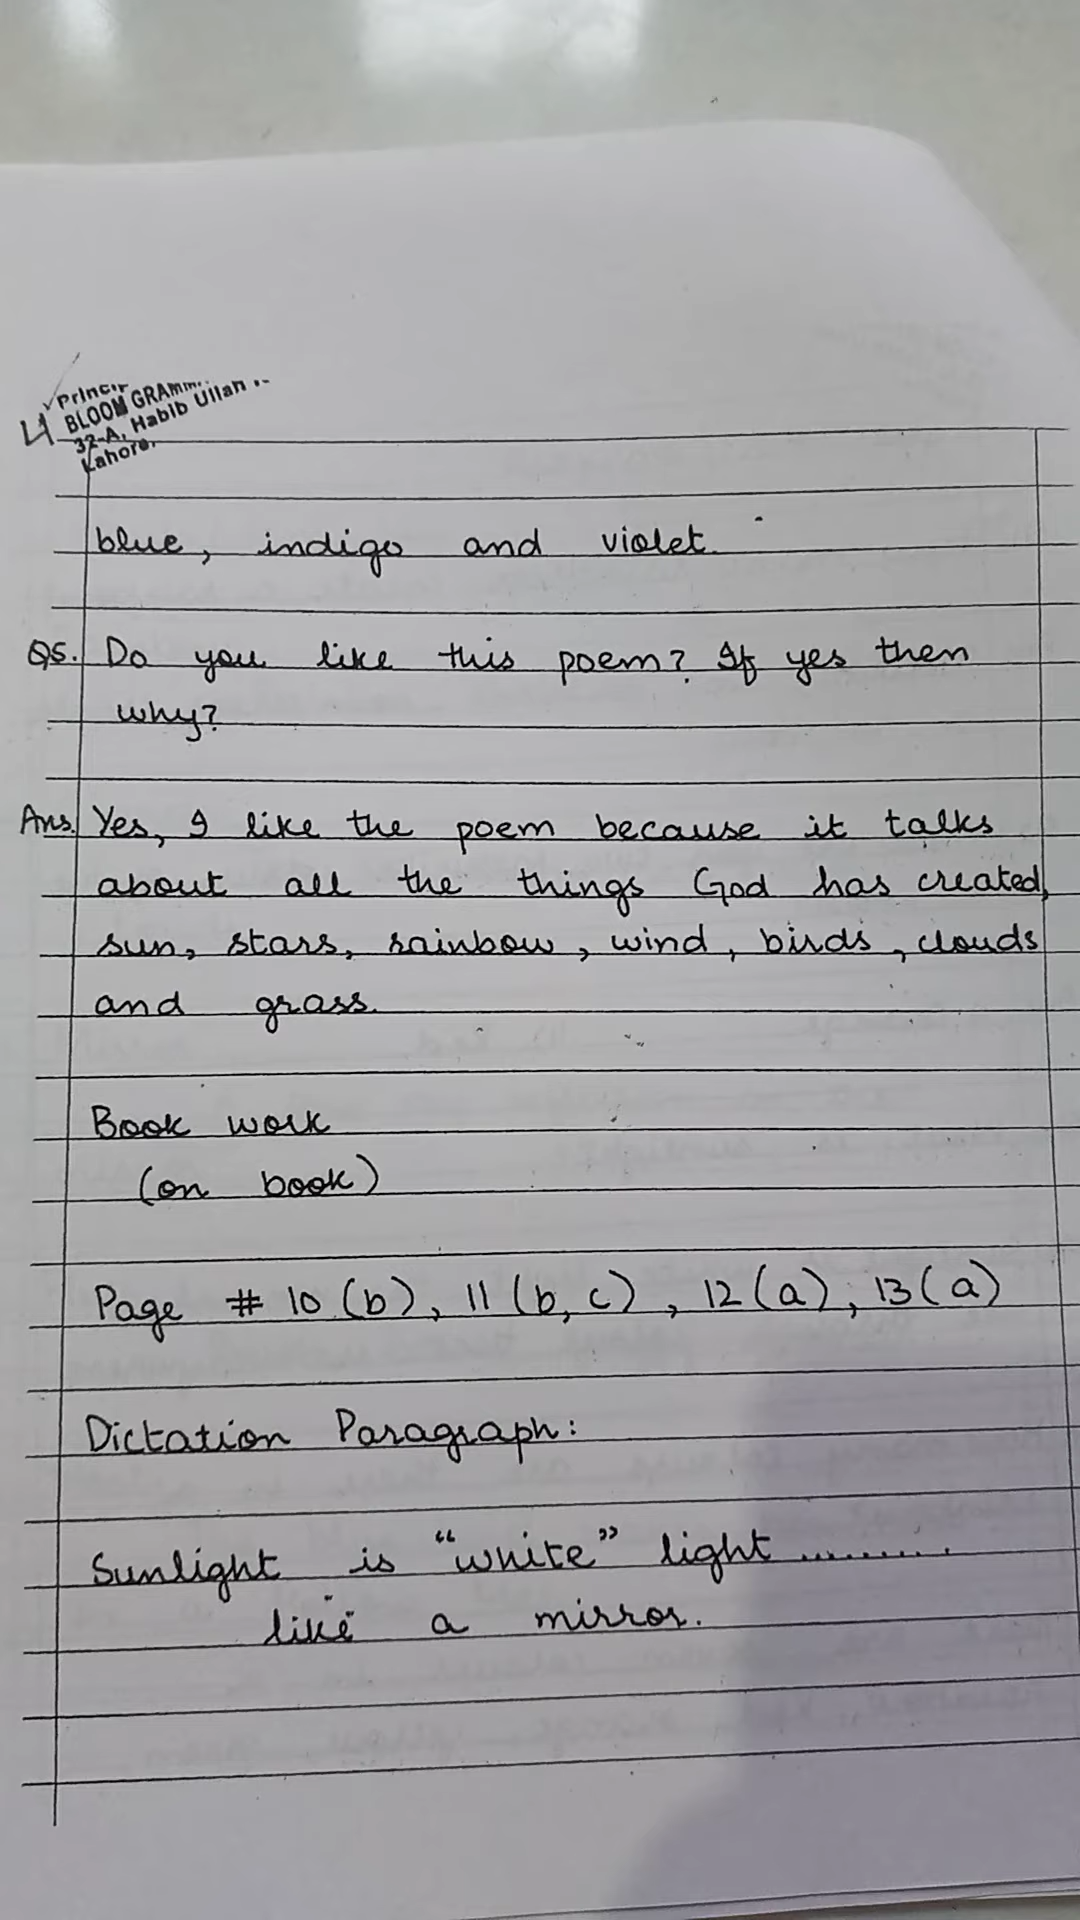 4
BLOOM
32-A, Habib Ullah
Lahore.
blue, indigo and violet.
Q5. Do you like this poem? If yes then
why?
Ans. Yes, I like the poem because it talks
about all the things God has created,
sun, stars, rainbow, wind, birds, clouds
and grass.
Book work
(on book)
Page # 10 (b), 11 (b, c), 12 (a), 13 (a)
Dictation Paragraph:
Sunlight is "white" light ..........
like a mirror.